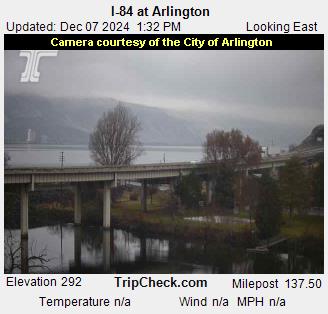 I-84 at Arlington
Updated: Dec 07 2024 1:32 PM Looking East
Camera courtesy of the City of Arlington
Elevation 292 TripCheck.com Milepost 137.50
Temperature n/a Wind n/a MPH n/a